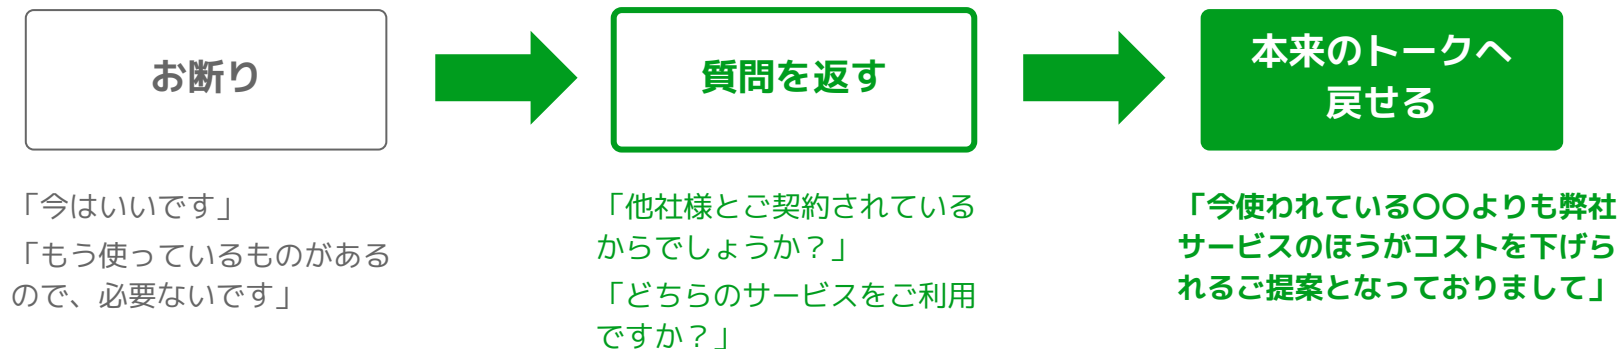 お断り
質問を返す
本来のトークへ
戻せる
「今はいいです」
「もう使っているものがある
ので、必要ないです」
「他社様とご契約されている
からでしょうか？」
「どちらのサービスをご利用
ですか？」
「今使われている〇〇よりも弊社
サービスのほうがコストを下げら
れるご提案となっておりまして」